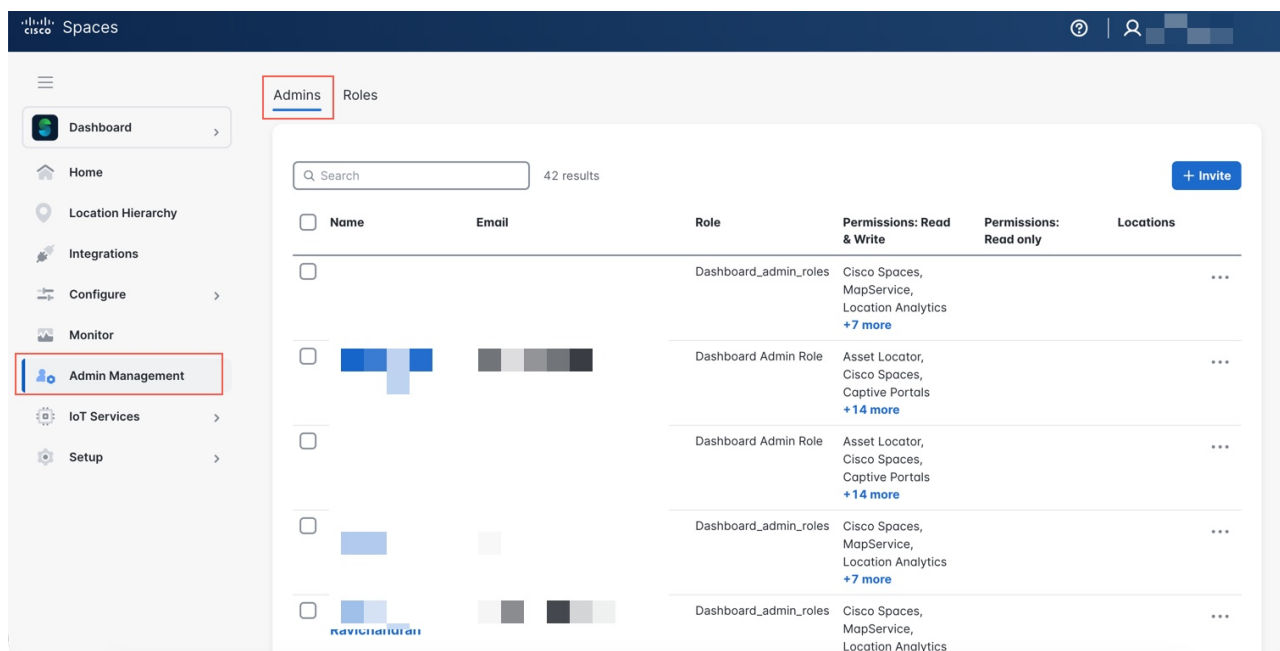 cisco Spaces
Admins Roles
Dashboard
Home
Location Hierarchy
Integrations
Configure
Monitor
Admin Management
IoT Services
Setup
Search
42 results
+ Invite
Name Email Role Permissions: Read Permissions: Locations
& Write Read only
Dashboard_admin_roles Cisco Spaces,
MapService,
Location Analytics
+7 more
Dashboard Admin Role Asset Locator,
Cisco Spaces,
Captive Portals
+14 more
Dashboard Admin Role Asset Locator,
Cisco Spaces,
Captive Portals
+14 more
Dashboard_admin_roles Cisco Spaces,
MapService,
Location Analytics
+7 more
Dashboard_admin_roles Cisco Spaces,
Ravichandran MapService,
Location Analytics